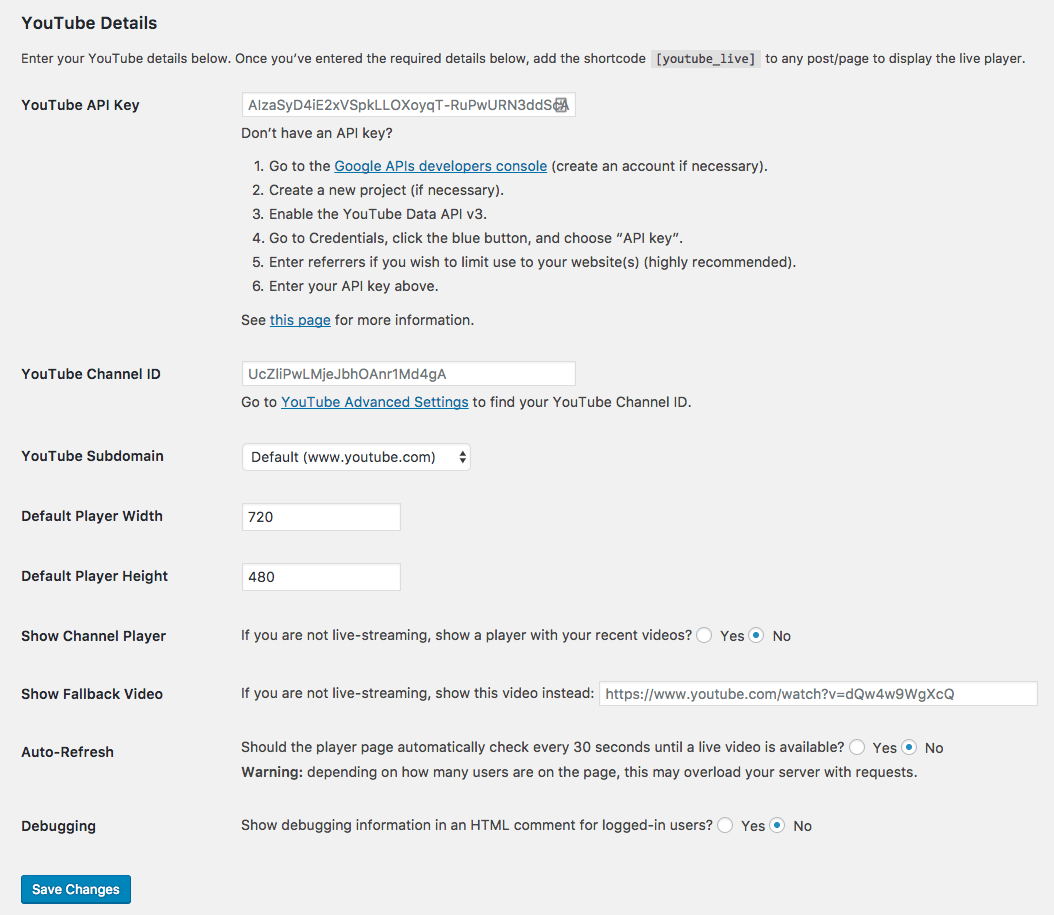 YouTube Details
Enter your YouTube details below. Once you’ve entered the required details below, add the shortcode [youtube_live] to any post/page to display the live player.
YouTube API Key
AIzaSyD4iE2xVSpkLLOXoyqT-RuPwURN3ddScA
Don’t have an API key?
1. Go to the Google APIs developers console (create an account if necessary).
2. Create a new project (if necessary).
3. Enable the YouTube Data API v3.
4. Go to Credentials, click the blue button, and choose “API key”.
5. Enter referrers if you wish to limit use to your website(s) (highly recommended).
6. Enter your API key above.
See this page for more information.
YouTube Channel ID
UcZliPwLMjeJbhOAnr1Md4gA
Go to YouTube Advanced Settings to find your YouTube Channel ID.
YouTube Subdomain
Default (www.youtube.com)
Default Player Width
720
Default Player Height
480
Show Channel Player
If you are not live-streaming, show a player with your recent videos? Yes No
Show Fallback Video
If you are not live-streaming, show this video instead: https://www.youtube.com/watch?v=dQw4w9WgXcQ
Auto-Refresh
Should the player page automatically check every 30 seconds until a live video is available? Yes No
Warning: depending on how many users are on the page, this may overload your server with requests.
Debugging
Show debugging information in an HTML comment for logged-in users? Yes No
Save Changes